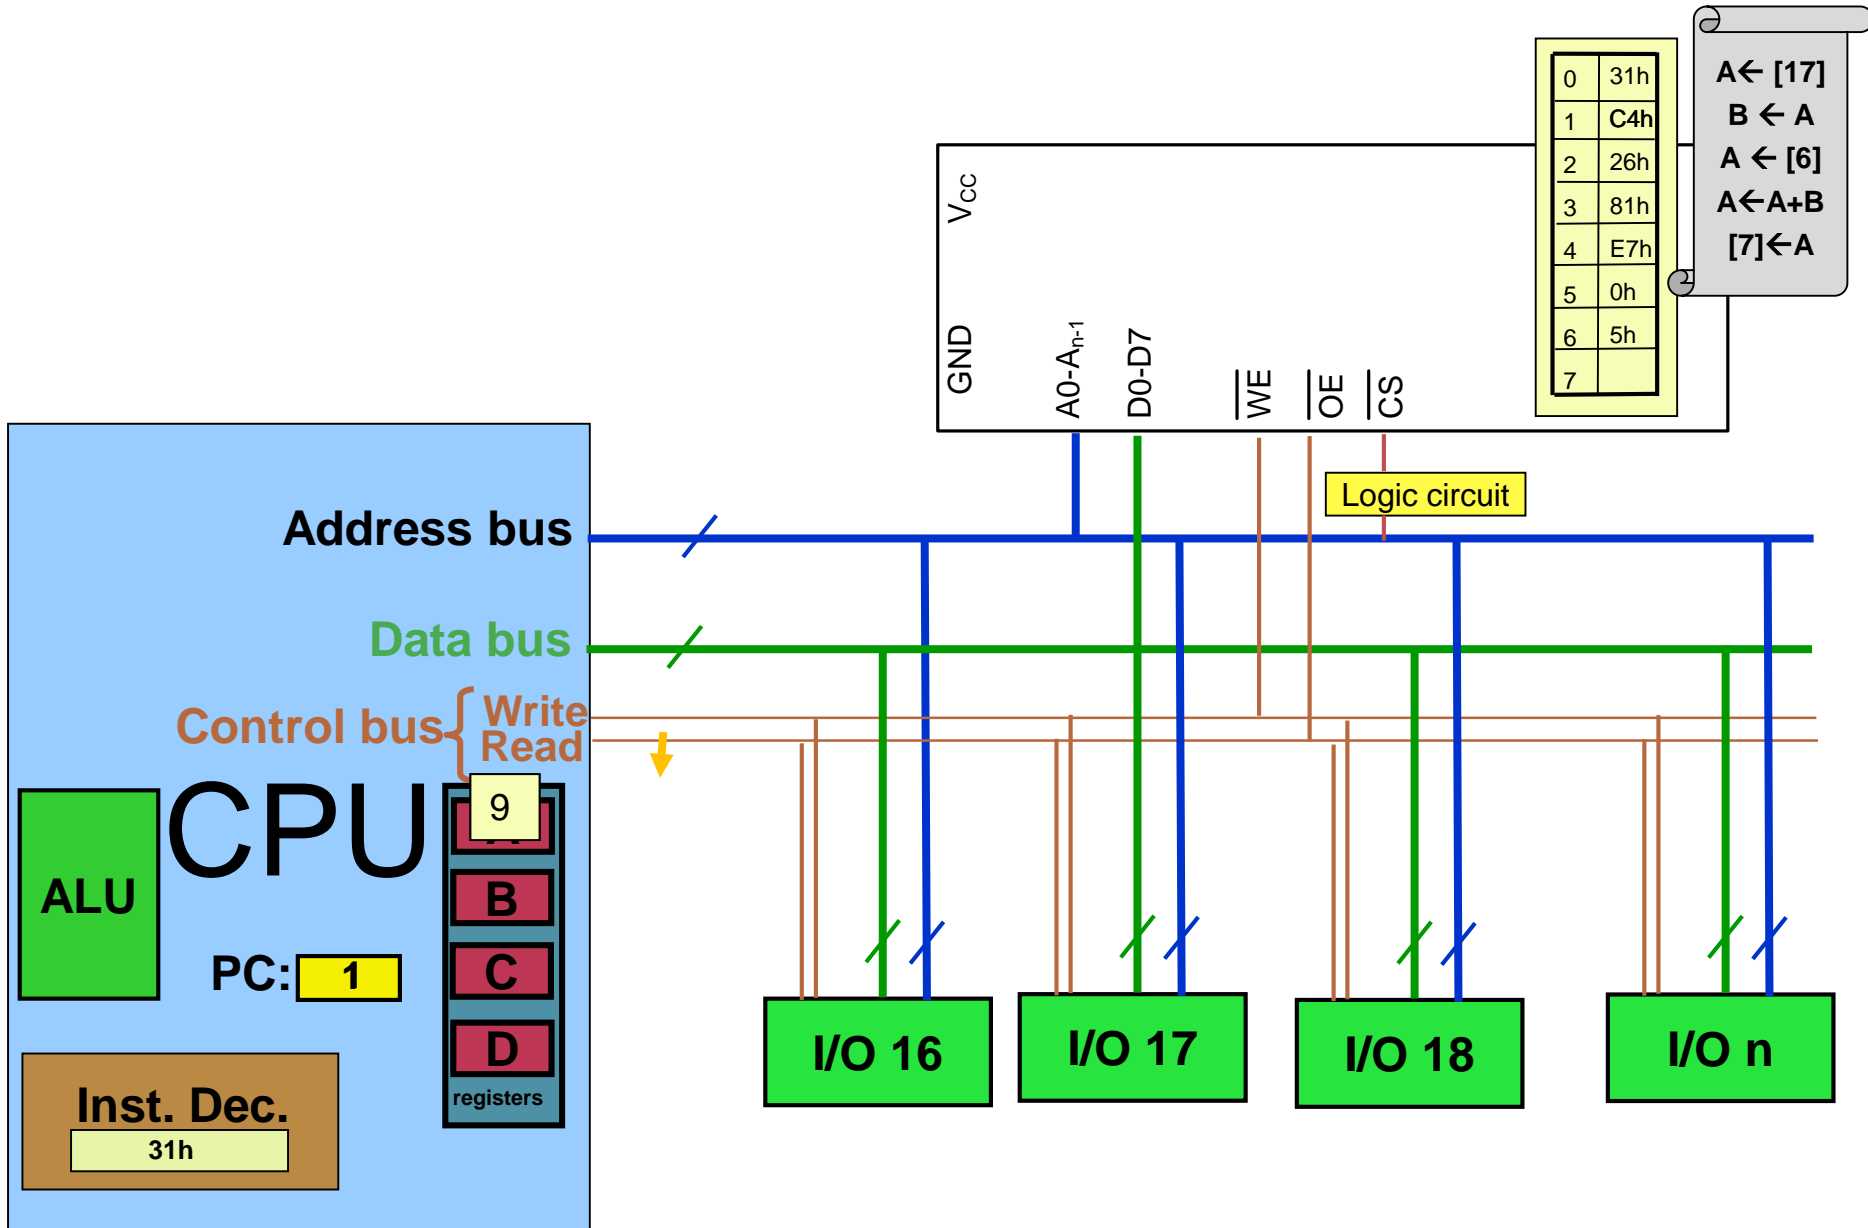 0 31h
1 C4h
2 26h
3 81h
4 E7h
5 0h
6 5h
7
A← [17]
B ← A
A ← [6]
A←A+B
[7]←A
VCC
GND
A0-An-1
D0-D7
WE
OE
CS
Logic circuit
Address bus
Data bus
Control bus
Write
Read
CPU
ALU
9
B
C
D
registers
PC: 1
Inst. Dec.
31h
I/O 16
I/O 17
I/O 18
I/O n